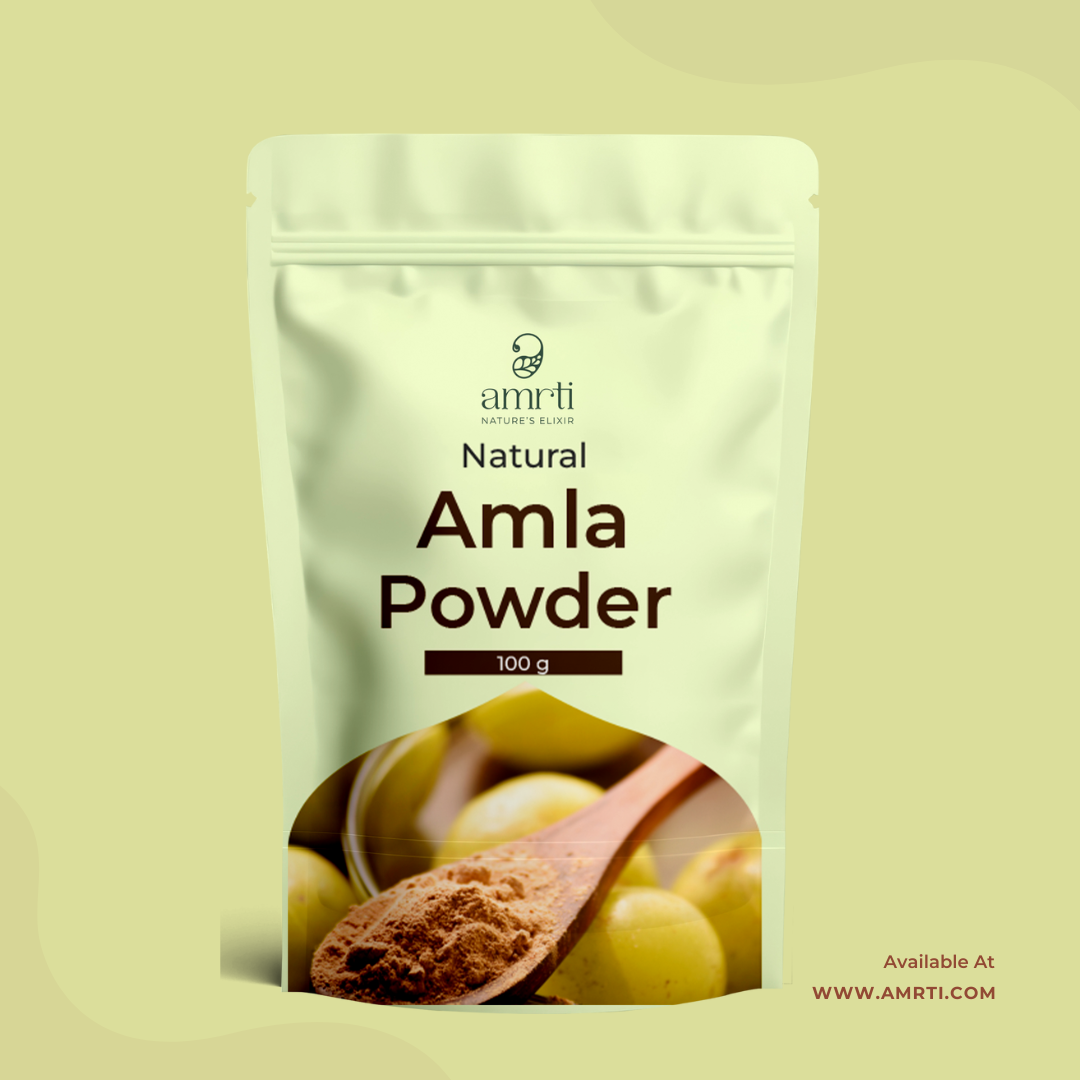 amrti
NATURE'S ELIXIR
Natural
Amla
Powder
100 g
Available At
WWW.AMRTI.COM